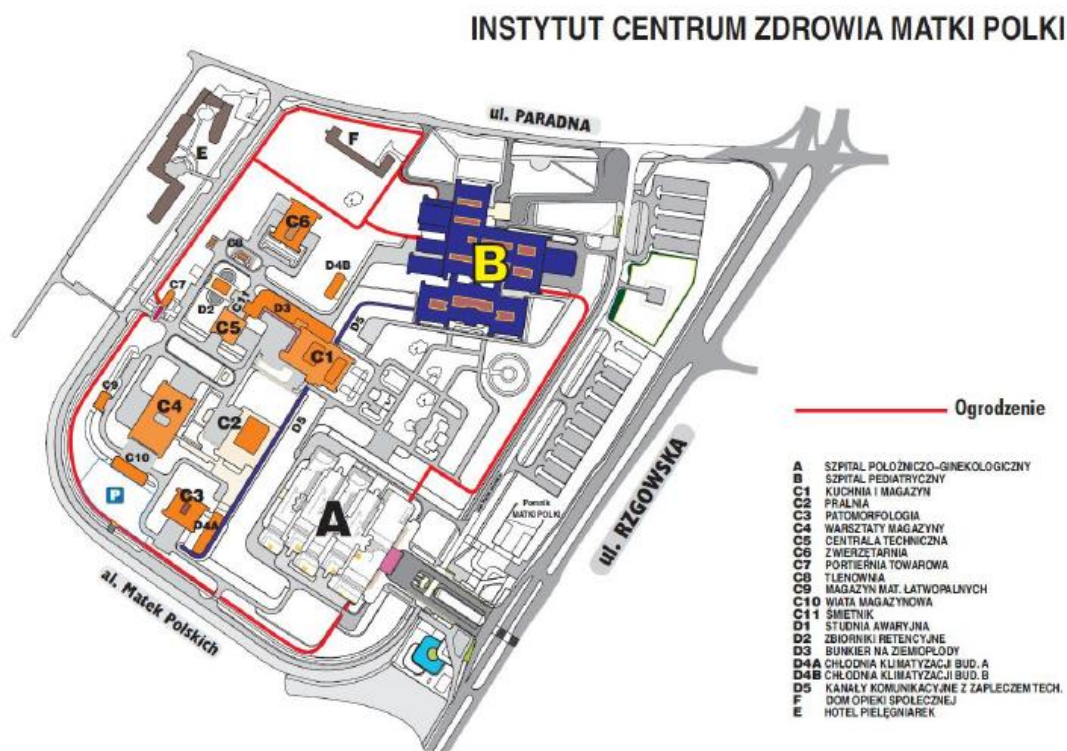 INSTYTUT CENTRUM ZDROWIA MATKI POLKI
ul. PARADNA
F
E
B
C6
C8
D4B
C7
D2
C11
D3
C5
D5
C1
C9
C4
C2
D5
C10
P
C3
D4A
A
Pomnik
MATKI POLKI
ul. RZGOWSKA
al. Matek Polskich
Ogrodzenie
A SZPITAL POŁOŻNICZO-GINEKOLOGICZNY
B SZPITAL PEDIATRYCZNY
C1 KUCHNIA I MAGAZYN
C2 PRALNIA
C3 PATOMORFOLOGIA
C4 WARSZTATY MAGAZYNY
C5 CENTRALA TECHNICZNA
C6 ZWIERZĘTARNIA
C7 PORTIERNIA TOWAROWA
C8 TLENOWNIA
C9 MAGAZYN MAT. ŁATWOPALNYCH
C10 WIATA MAGAZYNOWA
C11 ŚMIETNIK
D1 STUDNIA AWARYJNA
D2 ZBIORNIKI RETENCYJNE
D3 BUNKIER NA ZIEMIOPŁODY
D4A CHŁODNIA KLIMATYZACJI BUD. A
D4B CHŁODNIA KLIMATYZACJI BUD. B
D5 KANAŁY KOMUNIKACYJNE Z ZAPLECZEM TECH.
F DOM OPIEKI SPOŁECZNEJ
E HOTEL PIELĘGNIAREK